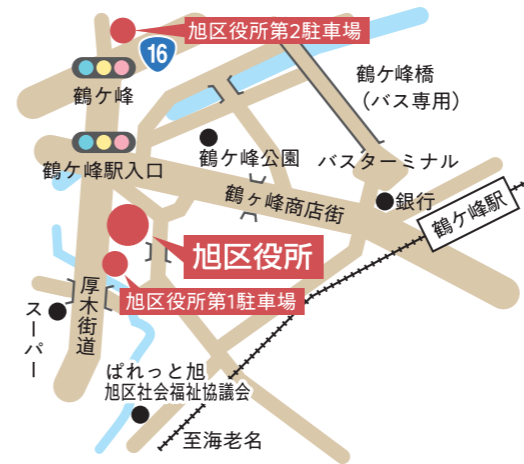 旭区役所第2駐車場
16
鶴ケ峰
鶴ケ峰橋
（バス専用）
鶴ケ峰公園
バスターミナル
鶴ケ峰駅入口
鶴ヶ峰商店街
銀行
鶴ケ峰駅
旭区役所
旭区役所第1駐車場
厚木街道
スーパー
ぱれっと旭
旭区社会福祉協議会
至海老名